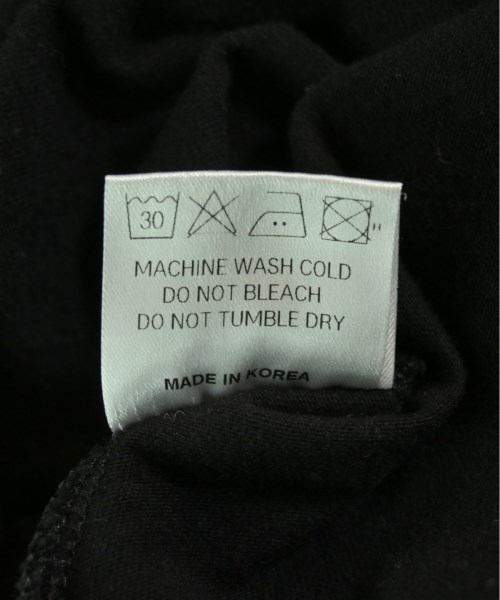 30
MACHINE WASH COLD
DO NOT BLEACH
DO NOT TUMBLE DRY
MADE IN KOREA